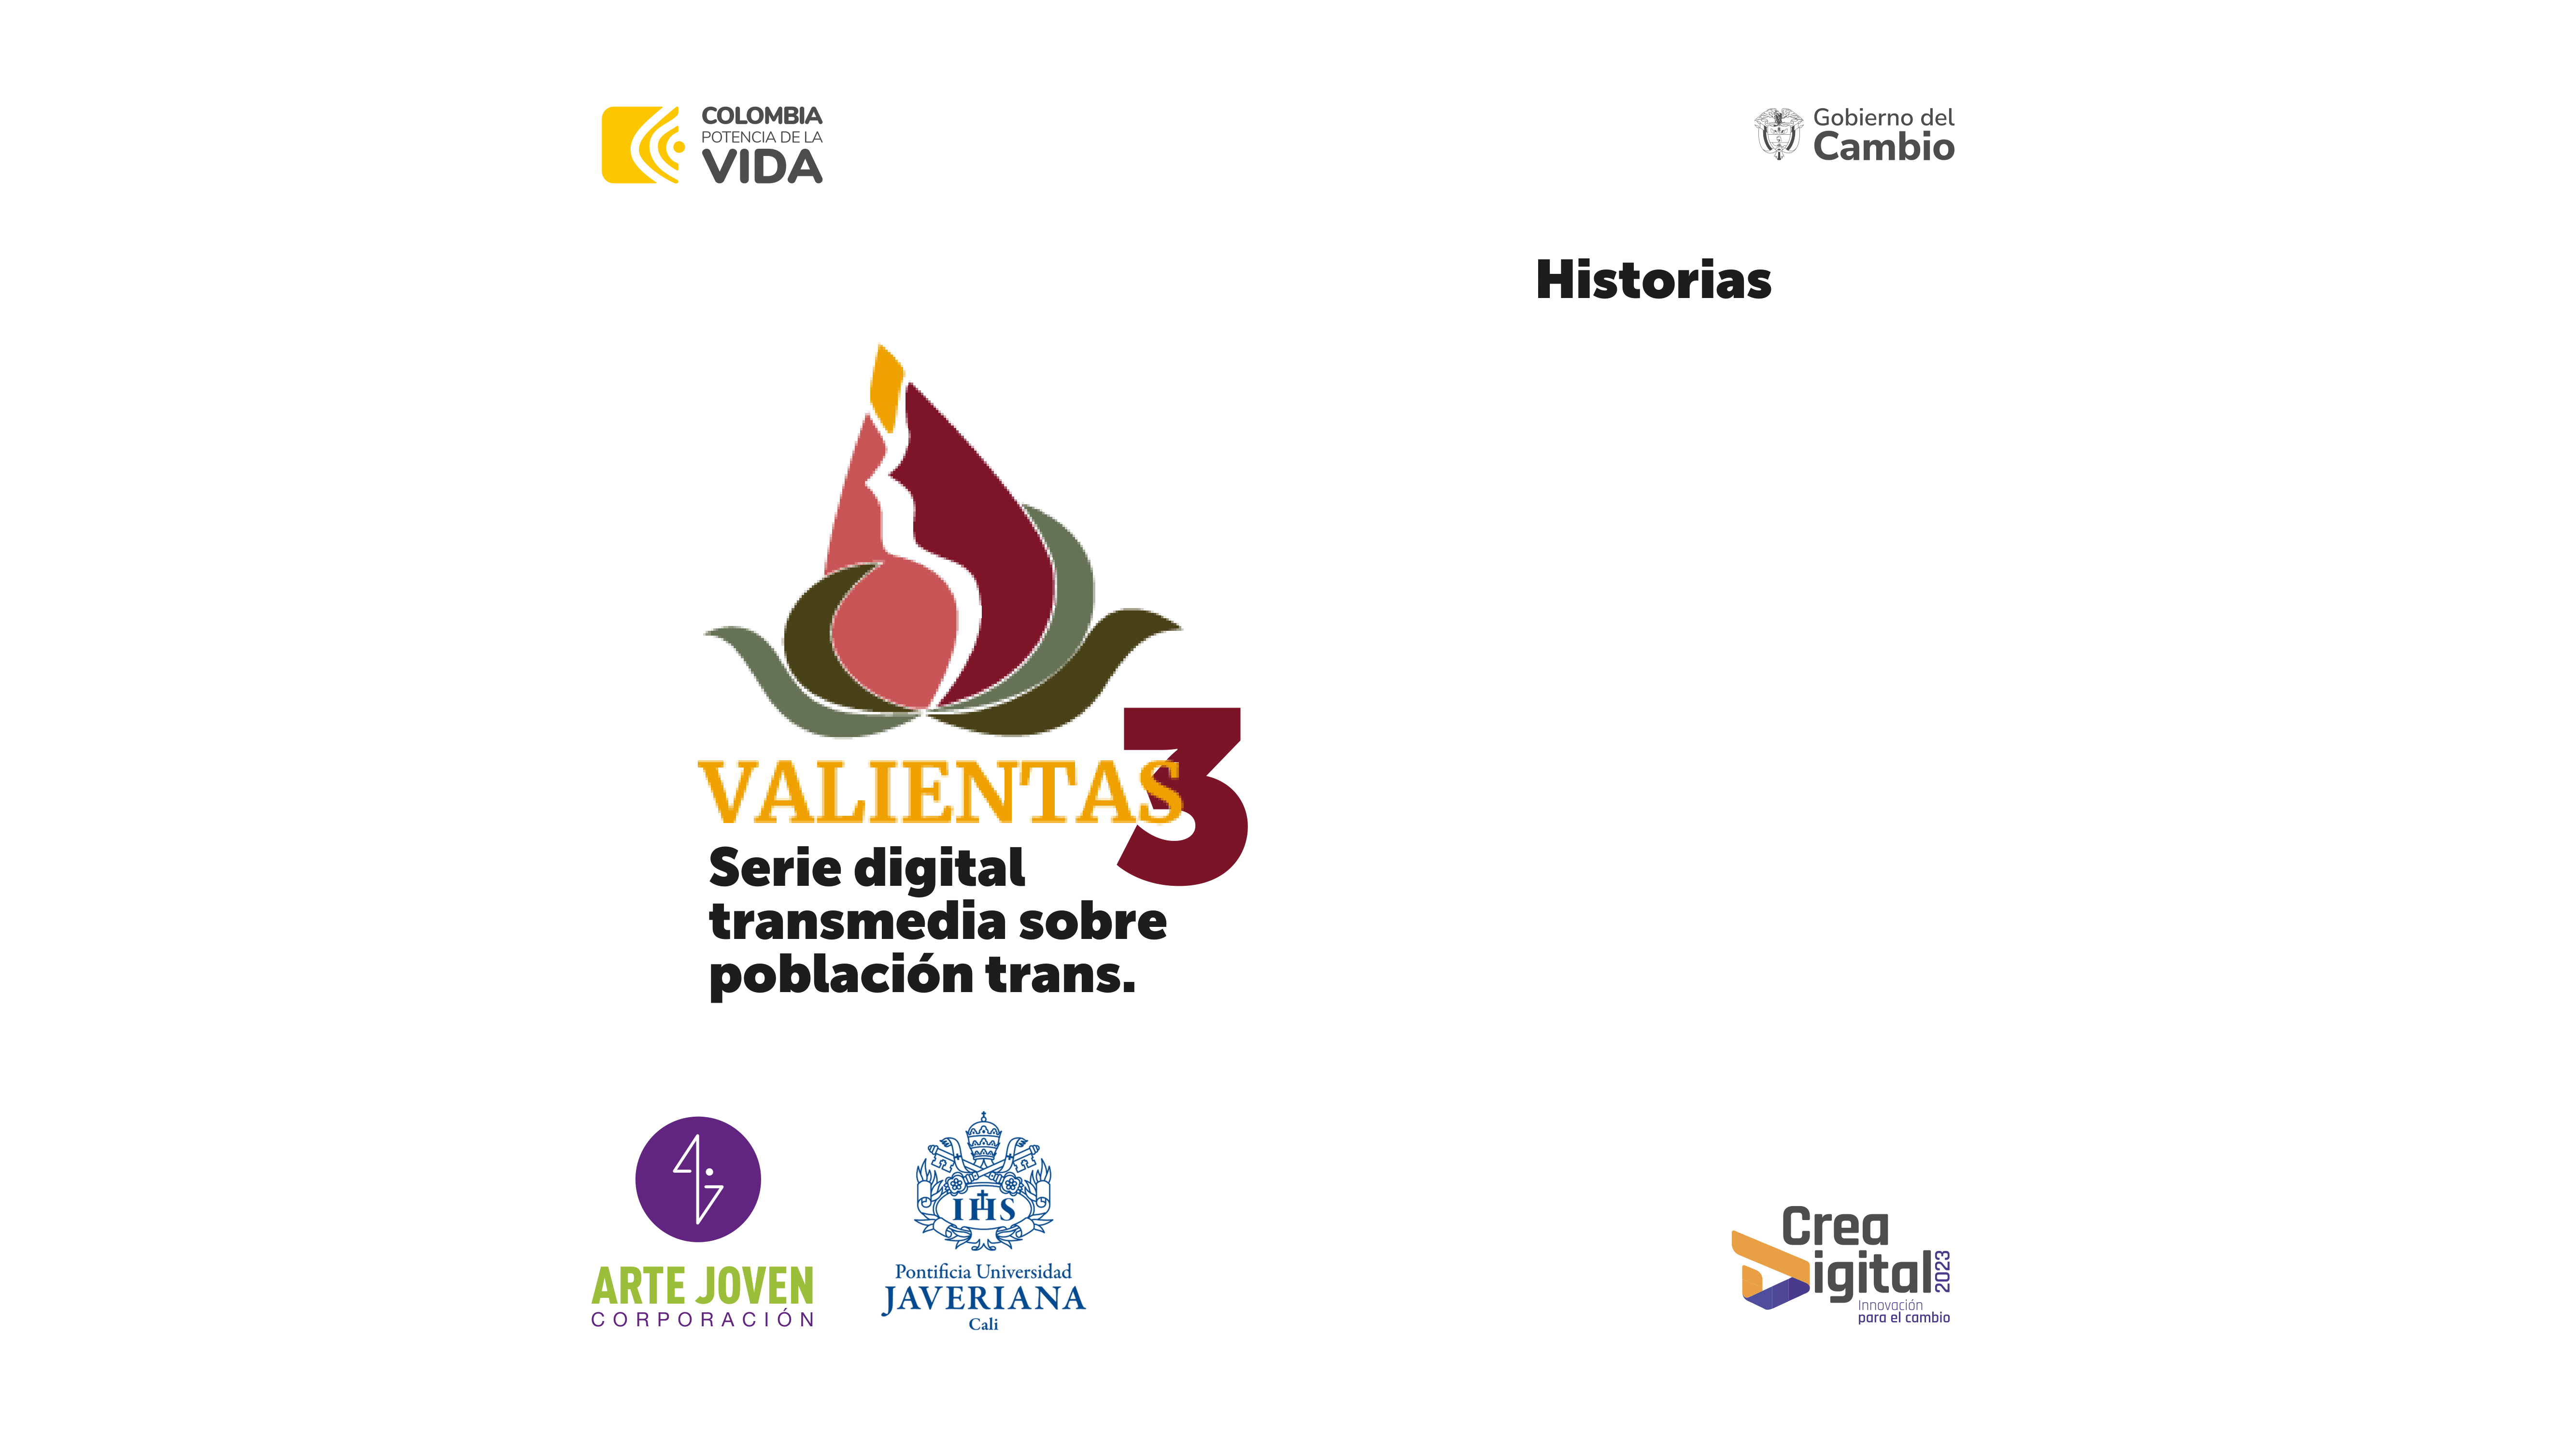 COLOMBIA
POTENCIA DE LA
VIDA
Gobierno del
Cambio
Historias
VALIENTAS
3
Serie digital
transmedia sobre
población trans.
ARTE JOVEN
CORPORACIÓN
IHS
Pontificia Universidad
JAVERIANA
Cali
Crea
Digital
2023
Innovación
para el cambio